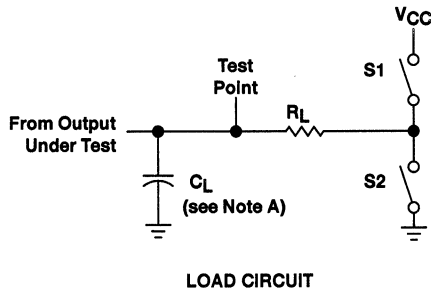 VCC
S1
Test
Point
RL
From Output
Under Test
CL
(see Note A)
S2
LOAD CIRCUIT